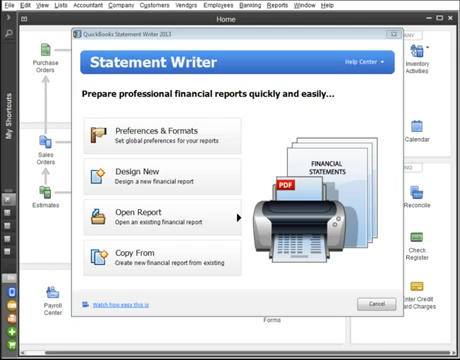 File Edit View Lists Accountant Company Customers Vendors Employees Banking Reports Window Help
Home
QuickBooks Statement Writer 2013
Statement Writer
Help Center
Prepare professional financial reports quickly and easily...
Preferences & Formats
Set global preferences for your reports
Design New
Design a new financial report
Open Report
Open an existing financial report
Copy From
Create new financial report from existing
FINANCIAL
STATEMENTS
PDF
Watch how easy this is
Cancel
My Shortcuts
Purchase
Orders
Sales
Orders
Estimates
Payroll
Center
Forms
Inventory
Activities
Calendar
Reconcile
Check
Register
Enter Credit
Card Charges